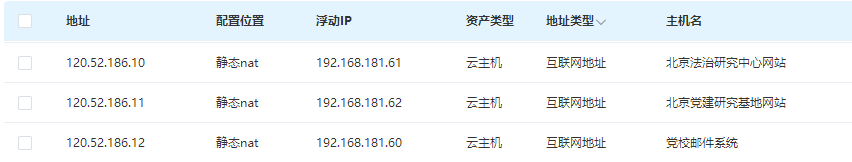 地址 配置位置 浮动IP 资产类型 地址类型 主机名
120.52.186.10 静态nat 192.168.181.61 云主机 互联网地址 北京法治研究中心网站
120.52.186.11 静态nat 192.168.181.62 云主机 互联网地址 北京党建研究基地网站
120.52.186.12 静态nat 192.168.181.60 云主机 互联网地址 党校邮件系统